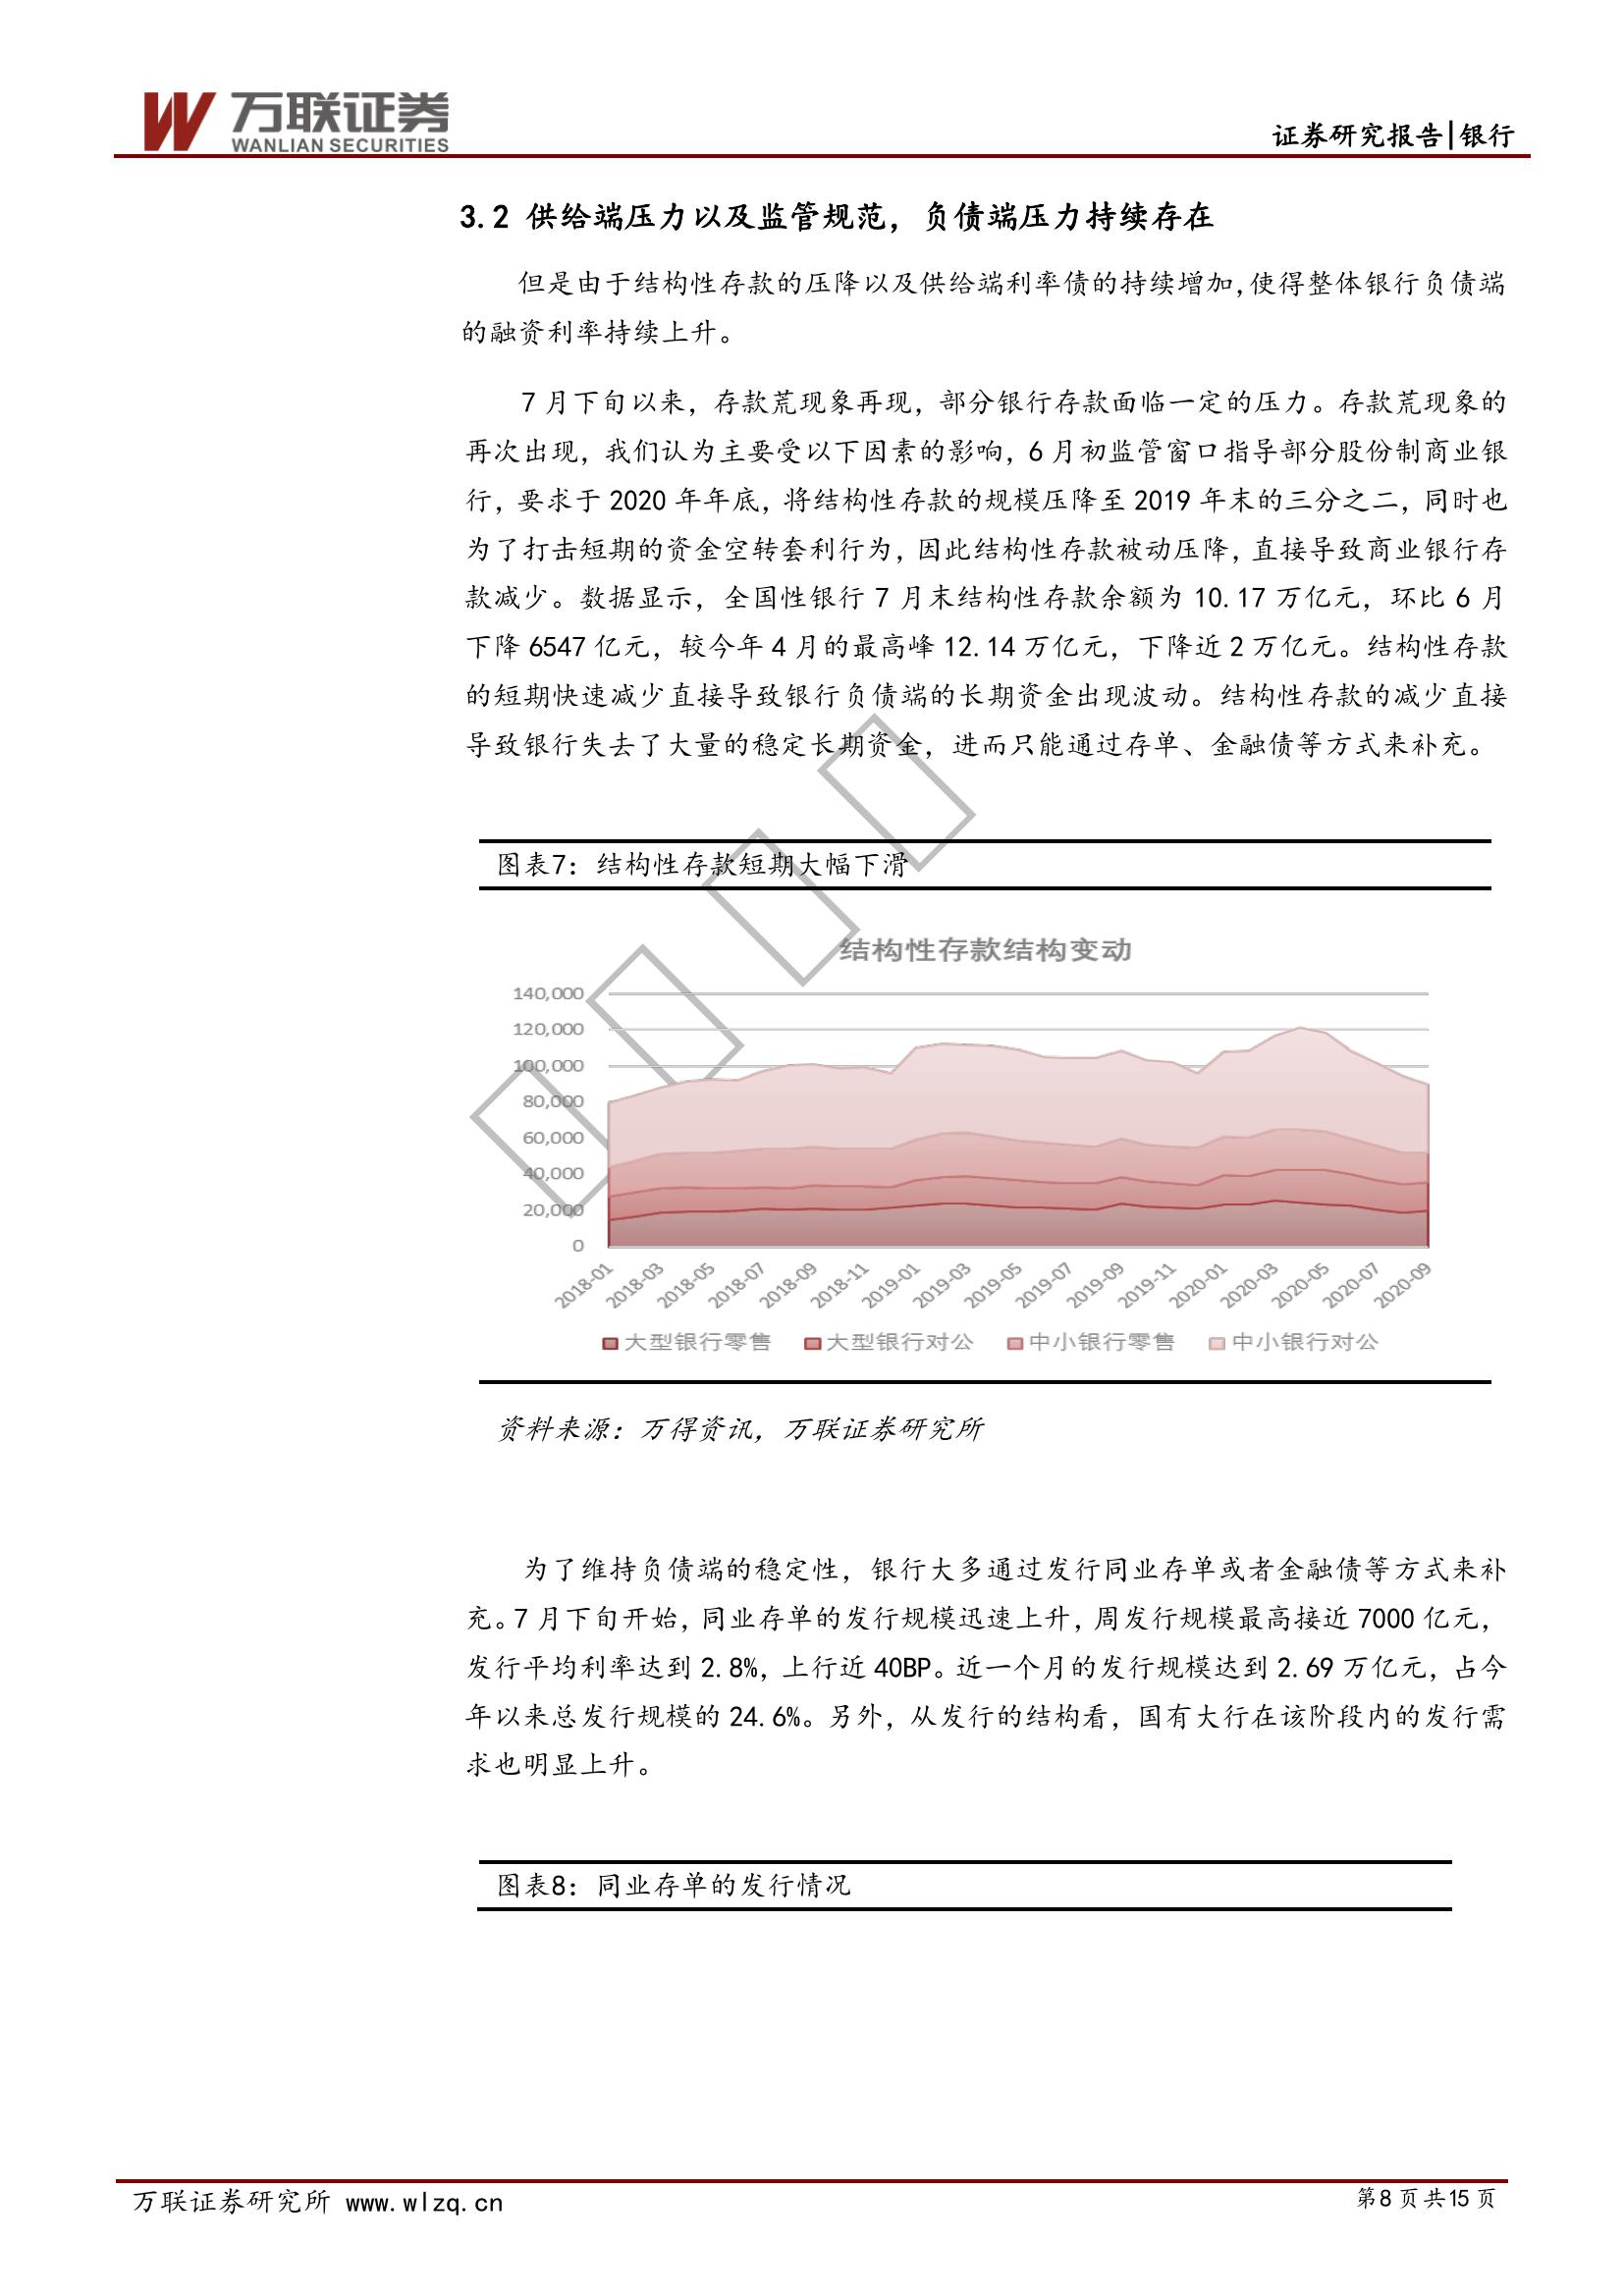 万联证券
WANLIAN SECURITIES
证券研究报告|银行
3.2 供给端压力以及监管规范，负债端压力持续存在
但是由于结构性存款的压降以及供给端利率债的持续增加，使得整体银行负债端
的融资利率持续上升。
7 月下旬以来，存款荒现象再现，部分银行存款面临一定的压力。存款荒现象的
再次出现，我们认为主要受以下因素的影响，6 月初监管窗口指导部分股份制商业银
行，要求于 2020 年年底，将结构性存款的规模压降至 2019 年末的三分之二，同时也
为了打击短期的资金空转套利行为，因此结构性存款被动压降，直接导致商业银行存
款减少。数据显示，全国性银行 7 月末结构性存款余额为 10.17 万亿元，环比 6 月
下降 6547 亿元，较今年 4 月的最高峰 12.14 万亿元，下降近 2 万亿元。结构性存款
的短期快速减少直接导致银行负债端的长期资金出现波动。结构性存款的减少直接
导致银行失去了大量的稳定长期资金，进而只能通过存单、金融债等方式来补充。
图表7：结构性存款短期大幅下滑
结构性存款结构变动
140,000
120,000
100,000
80,000
60,000
40,000
20,000
0
2018-01 2018-03 2018-05 2018-07 2018-09 2018-11 2019-01 2019-03 2019-05 2019-07 2019-09 2019-11 2020-01 2020-03 2020-05 2020-07 2020-09
大型银行零售 大型银行对公 中小银行零售 中小银行对公
资料来源：万得资讯，万联证券研究所
为了维持负债端的稳定性，银行大多通过发行同业存单或者金融债等方式来补
充。7 月下旬开始，同业存单的发行规模迅速上升，周发行规模最高接近 7000 亿元，
发行平均利率达到 2.8%，上行近 40BP。近一个月的发行规模达到 2.69 万亿元，占今
年以来总发行规模的 24.6%。另外，从发行的结构看，国有大行在该阶段内的发行需
求也明显上升。
图表8：同业存单的发行情况
万联证券研究所 www.wlzq.cn
第8 页 共15 页